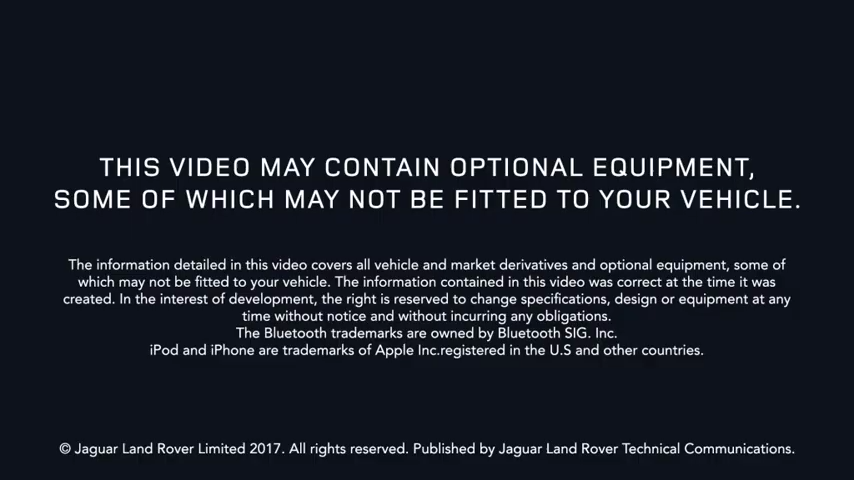 THIS VIDEO MAY CONTAIN OPTIONAL EQUIPMENT,
SOME OF WHICH MAY NOT BE FITTED TO YOUR VEHICLE.
The information detailed in this video covers all vehicle and market derivatives and optional equipment, some of
which may not be fitted to your vehicle. The information contained in this video was correct at the time it was
created. In the interest of development, the right is reserved to change specifications, design or equipment at any
time without notice and without incurring any obligations.
The Bluetooth trademarks are owned by Bluetooth SIG. Inc.
iPod and iPhone are trademarks of Apple Inc.registered in the U.S and other countries.
© Jaguar Land Rover Limited 2017. All rights reserved. Published by Jaguar Land Rover Technical Communications.